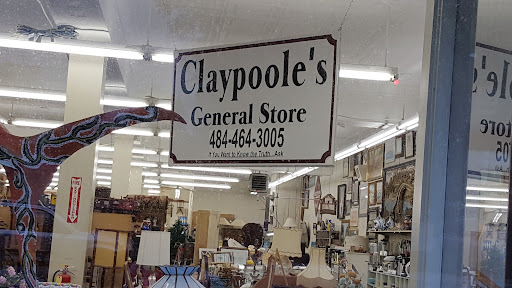 Claypoole's
General Store
484-464-3005
If You Want to Know the Truth...Ask